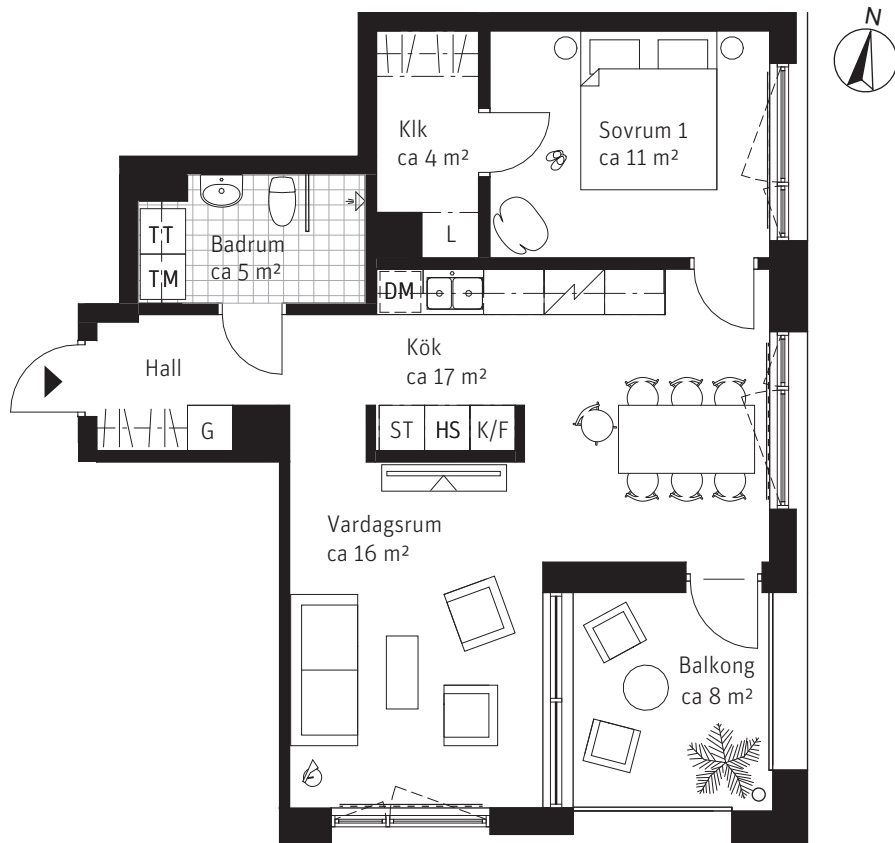 N
Klk
ca 4 m²
Sovrum 1
ca 11 m²
L
TT
TM
Badrum
ca 5 m²
DM
Hall
Kök
ca 17 m²
G
ST
HS
K/F
Vardagsrum
ca 16 m²
Balkong
ca 8 m²